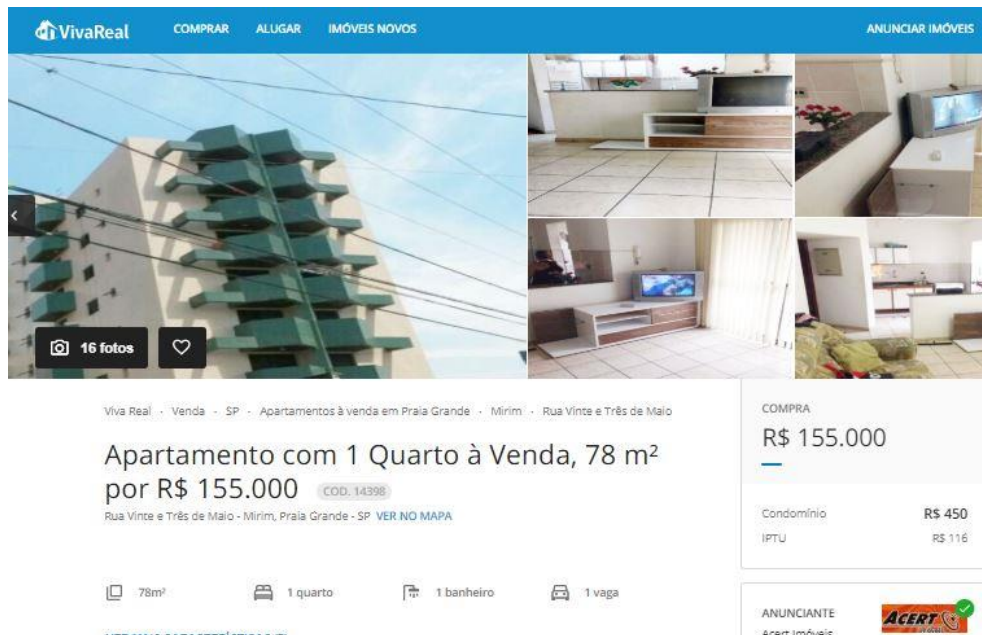 VivaReal
COMPRAR ALUGAR IMÓVEIS NOVOS
ANUNCIAR IMÓVEIS
16 fotos
Viva Real · Venda · SP · Apartamentos à venda em Praia Grande · Mirim · Rua Vinte e Três de Maio
Apartamento com 1 Quarto à Venda, 78 m²
por R$ 155.000 COD. 14398
Rua Vinte e Três de Maio - Mirim, Praia Grande - SP VER NO MAPA
78m² 1 quarto 1 banheiro 1 vaga
COMPRA
R$ 155.000
Condomínio R$ 450
IPTU R$ 116
ANUNCIANTE
Acert Imóveis
ACERT